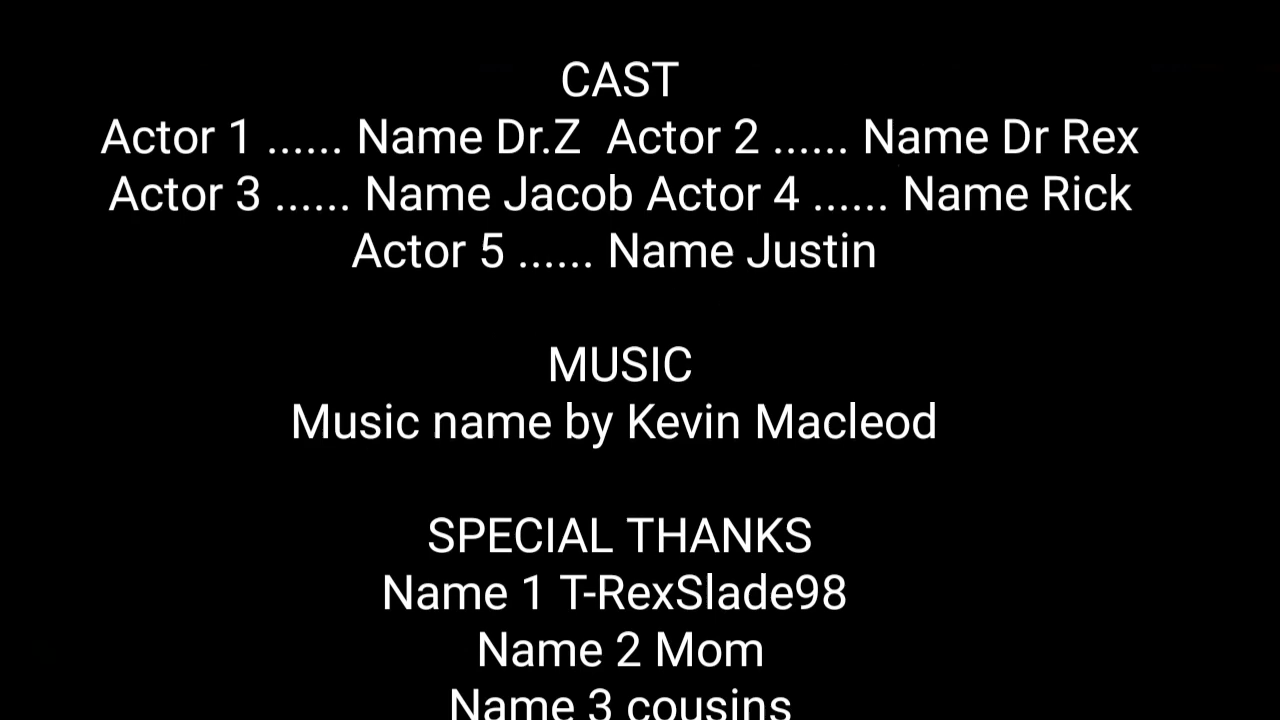 CAST
Actor 1 ...... Name Dr.Z  Actor 2 ...... Name Dr Rex
Actor 3 ...... Name Jacob Actor 4 ...... Name Rick
Actor 5 ...... Name Justin
MUSIC
Music name by Kevin Macleod
SPECIAL THANKS
Name 1 T-RexSlade98
Name 2 Mom
Name 3 cousins